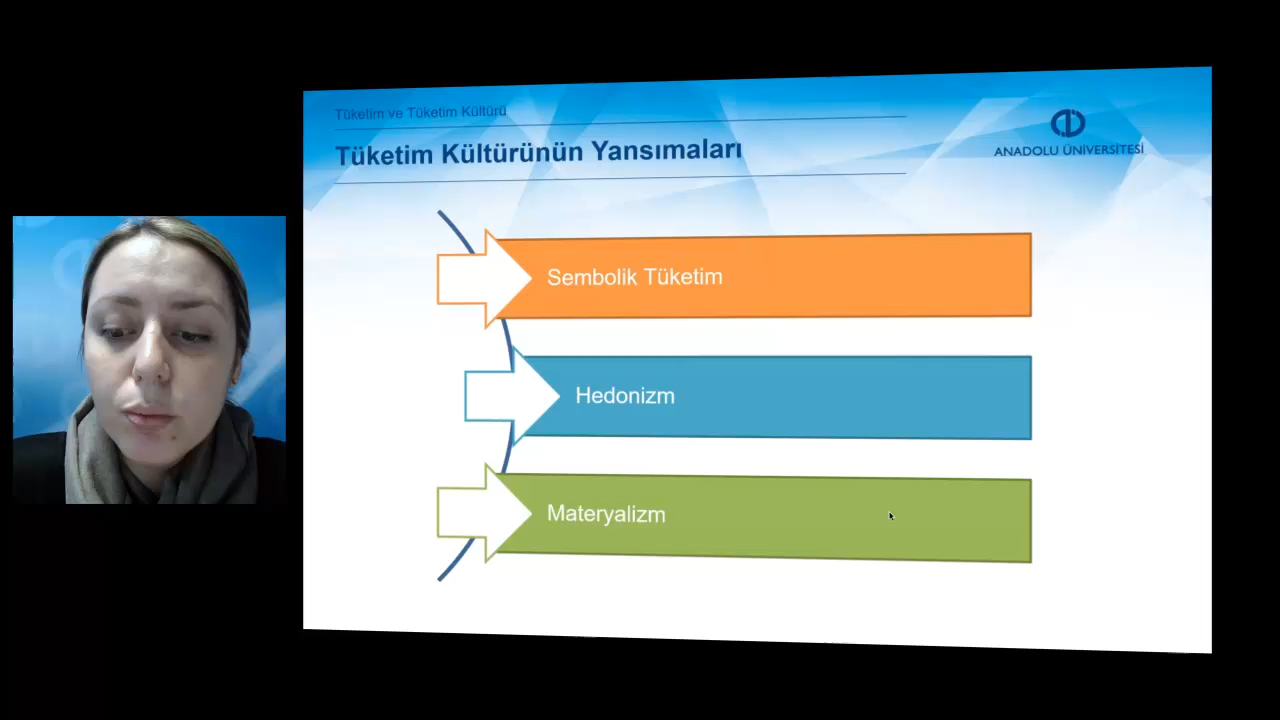 Tüketim ve Tüketim Kültürü
Tüketim Kültürünün Yansımaları
ANADOLU ÜNİVERSİTESİ
Sembolik Tüketim
Hedonizm
Materyalizm